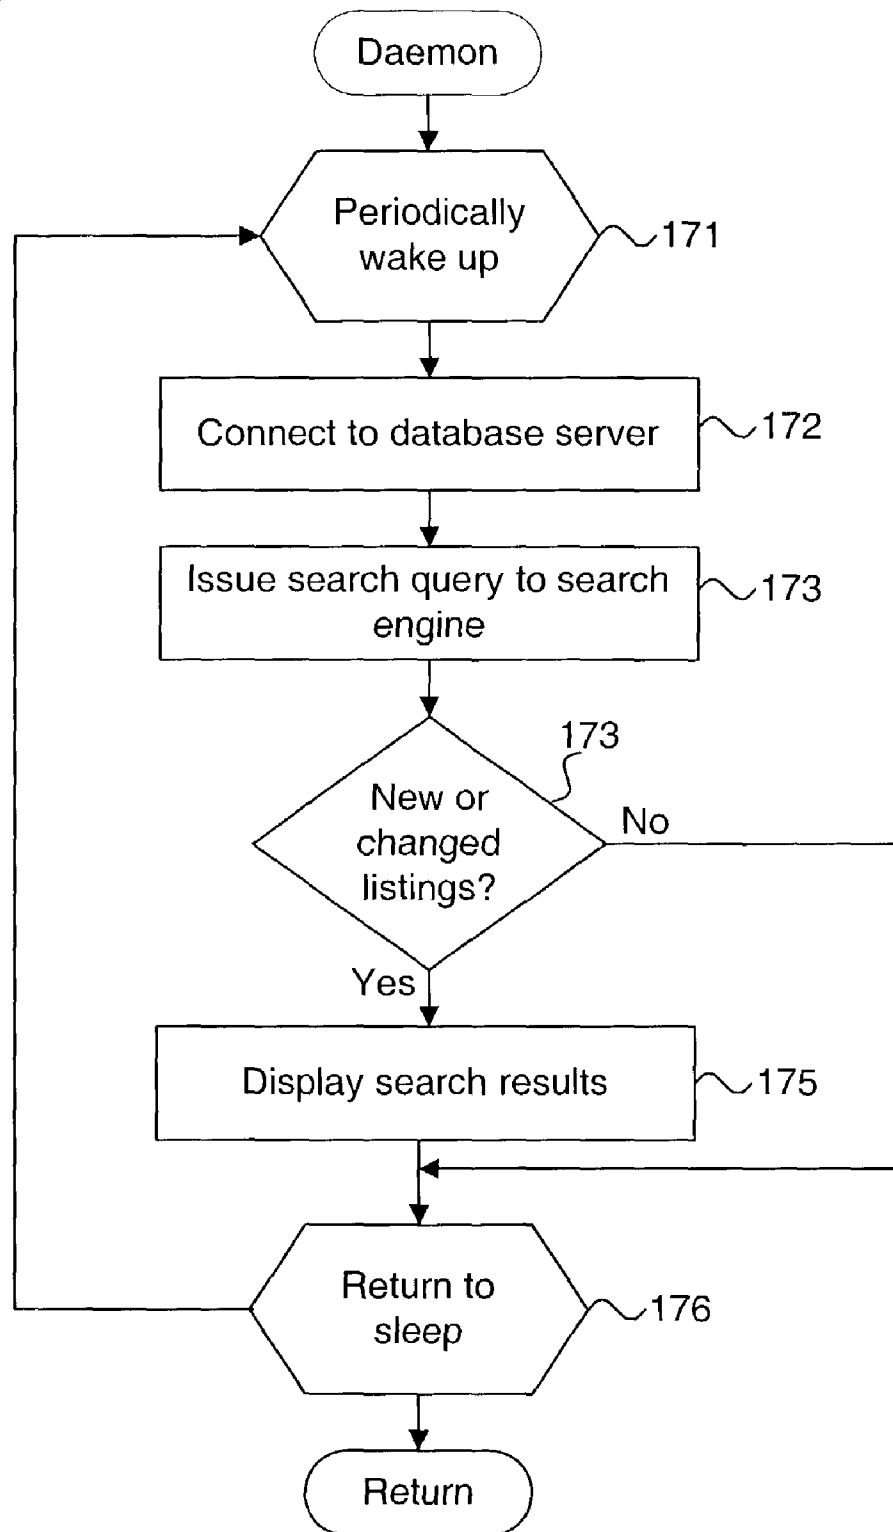 Daemon
Periodically
wake up
171
Connect to database server
172
Issue search query to search
engine
173
173
New or
changed
listings?
No
Yes
Display search results
175
Return to
sleep
176
Return